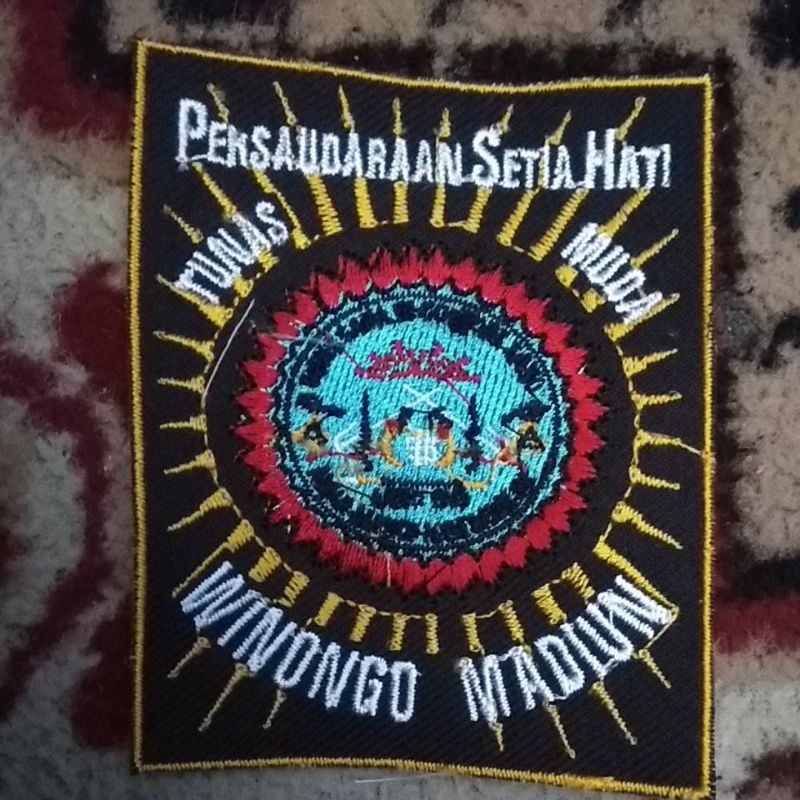 PERSAUDARAAN SETIA HATI
TUNAS MUDA
WINONGO MADIUN